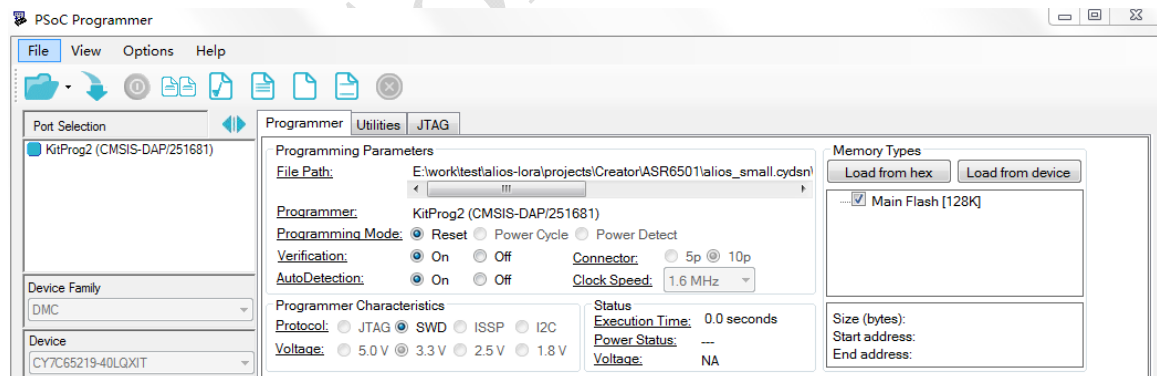 PSoC Programmer
File View Options Help
Port Selection
KitProg2 (CMSIS-DAP/251681)
Device Family
DMC
Device
CY7C65219-40LQXIT
Programmer Utilities JTAG
Programming Parameters
File Path: E:\work\test\alios-lora\projects\Creator\ASR6501\alios_small.cydsn\
Programmer: KitProg2 (CMSIS-DAP/251681)
Programming Mode: Reset Power Cycle Power Detect
Verification: On Off Connector: 5p 10p
AutoDetection: On Off Clock Speed: 1.6 MHz
Programmer Characteristics
Protocol: JTAG SWD ISSP I2C
Voltage: 5.0 V 3.3 V 2.5 V 1.8 V
Status
Execution Time: 0.0 seconds
Power Status: ---
Voltage: NA
Memory Types
Load from hex Load from device
Main Flash [128K]
Size (bytes):
Start address:
End address: